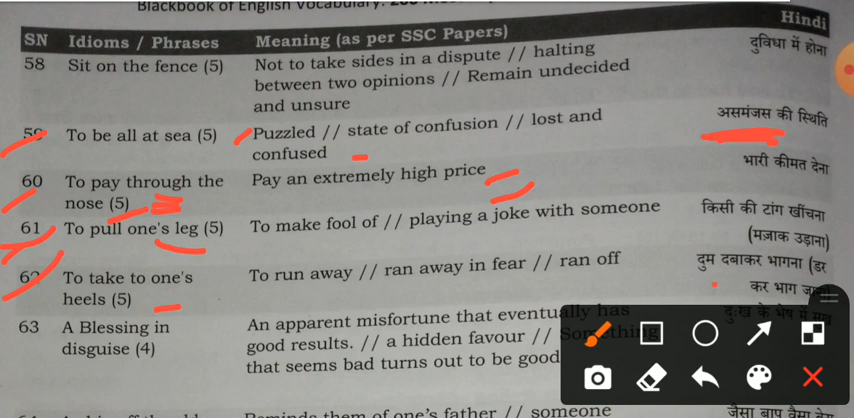 Blackbook of English Vocabulary:
SN Idioms / Phrases Meaning (as per SSC Papers) Hindi
58 Sit on the fence (5) Not to take sides in a dispute // halting दुविधा में होना
between two opinions // Remain undecided
and unsure
59 To be all at sea (5) Puzzled // state of confusion // lost and असमंजस की स्थिति
confused
60 To pay through the Pay an extremely high price भारी कीमत देना
nose (5)
61 To pull one's leg (5) To make fool of // playing a joke with someone किसी की टांग खींचना
(मज़ाक उड़ाना)
62 To take to one's To run away // ran away in fear // ran off दुम दबाकर भागना (डर
heels (5) कर भाग
63 A Blessing in An apparent misfortune that eventually has
disguise (4) good results. // a hidden favour // Something
that seems bad turns out to be good
Reminds them of one's father // someone जैसा बाप वैसा बेटा